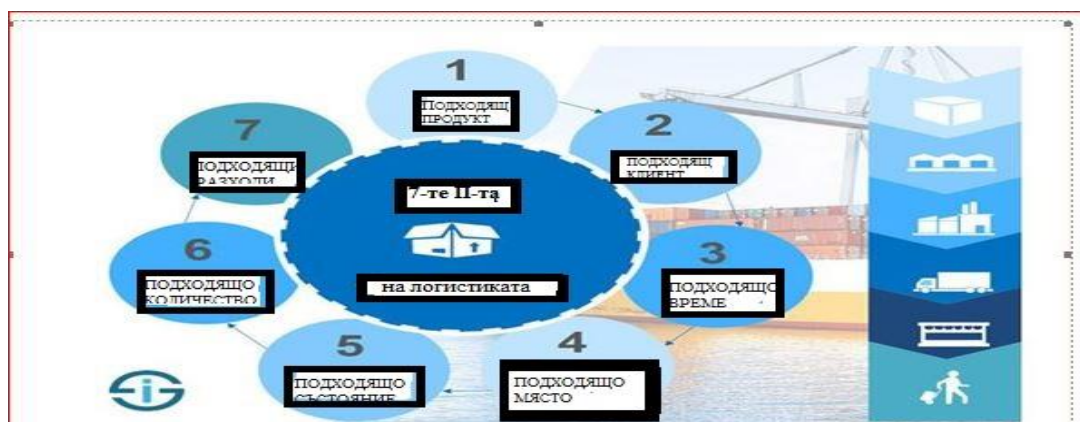 1
Подходящ
ПРОДУКТ
2
ПОДХОДЯЩ
КЛИЕНТ
3
ПОДХОДЯЩО
ВРЕМЕ
4
ПОДХОДЯЩО
МЯСТО
5
ПОДХОДЯЩО
СЪСТОЯНИЕ
6
ПОДХОДЯЩО
КОЛИЧЕСТВО
7
ПОДХОДЯЩИ
РАЗХОДИ
7-те П-та
на логистиката